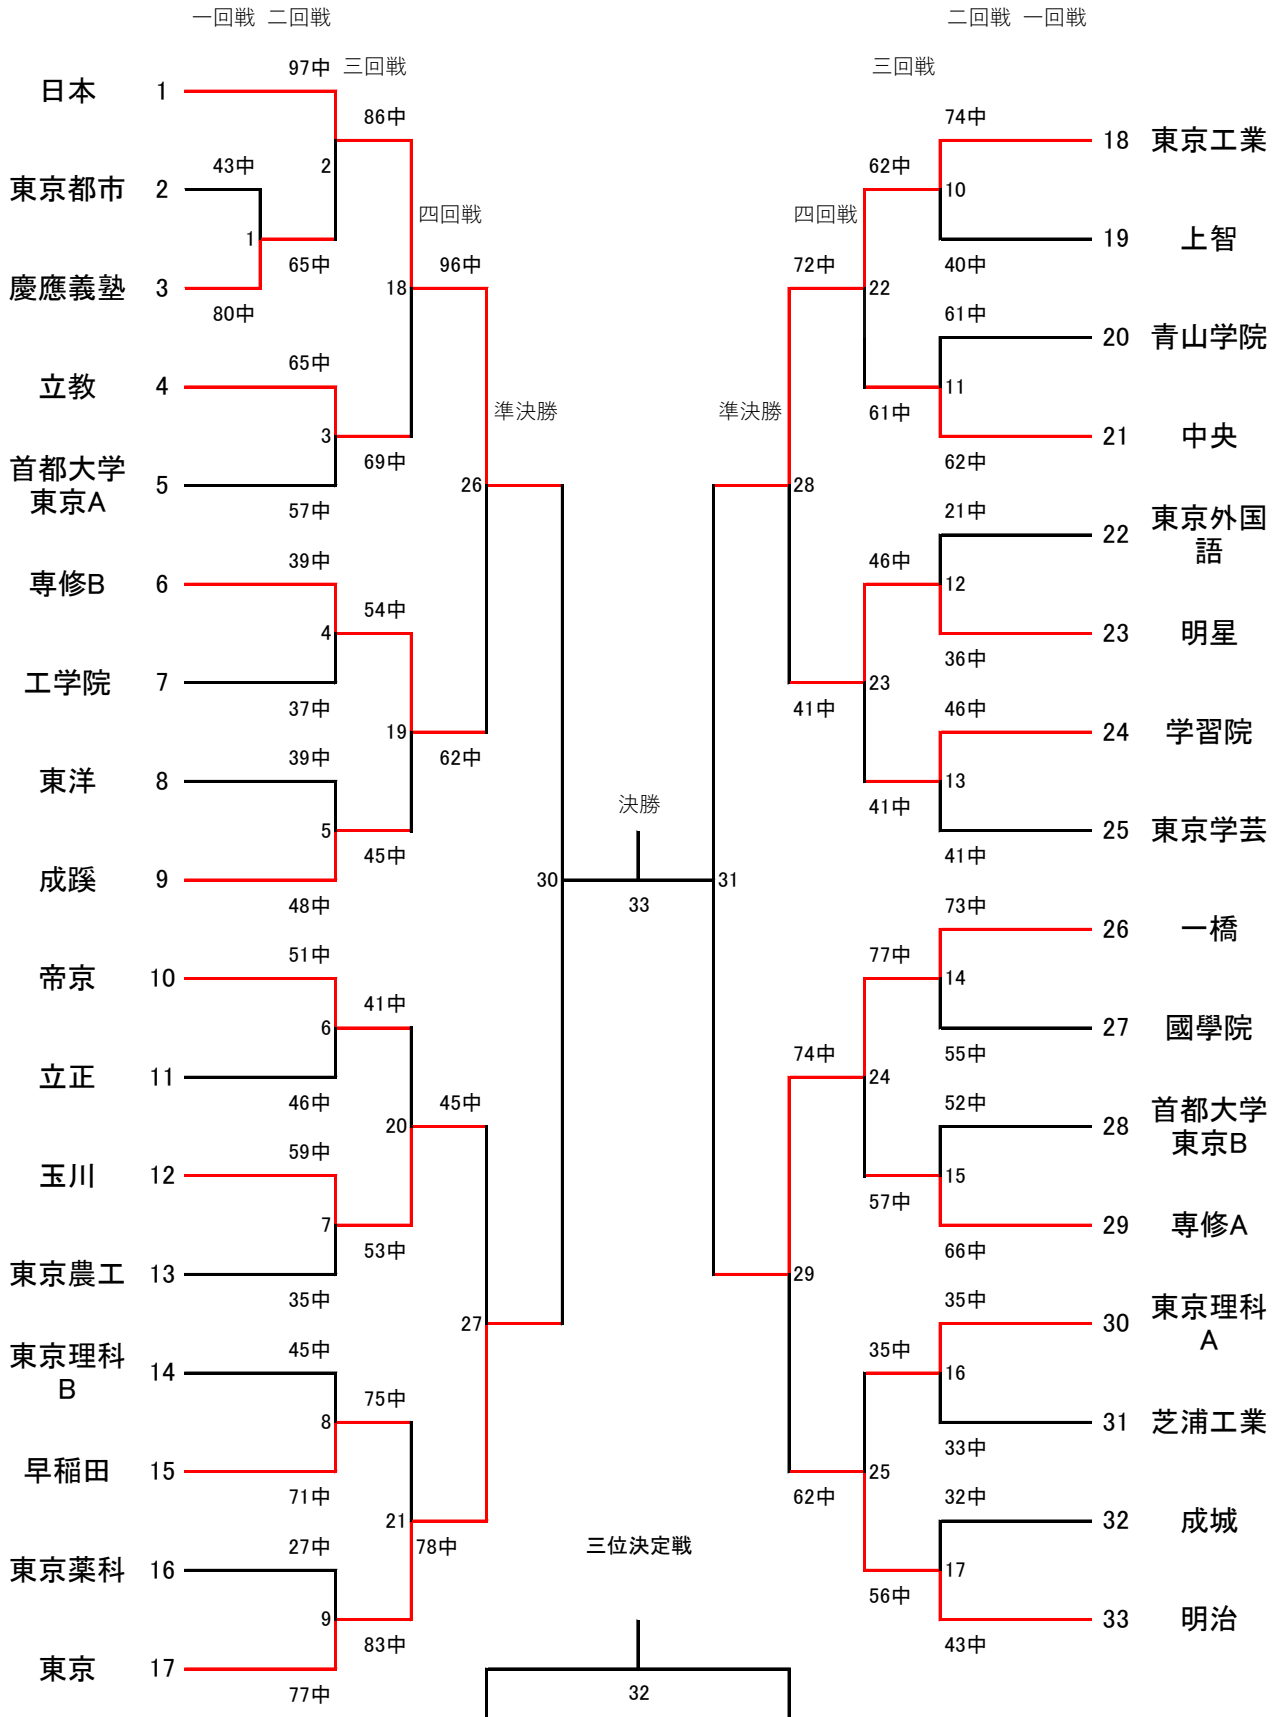 一回戦 二回戦
二回戦 一回戦
97中 三回戦
三回戦
日本 1
86中
74中
18 東京工業
43中
2
62中
東京都市 2
10
四回戦
四回戦
1
19 上智
65中
96中
72中
40中
慶應義塾 3
18
22
80中
61中
20 青山学院
65中
立教 4
準決勝
準決勝
61中
11
3
21 中央
69中
62中
首都大学
東京A
5
26
28
57中
21中
22 東京外国
語
39中
46中
専修B 6
12
54中
4
23 明星
36中
工学院 7
23
37中
41中
46中
19
24 学習院
39中
62中
東洋 8
13
決勝
41中
5
25 東京学芸
45中
41中
成蹊 9
30
31
48中
33
73中
26 一橋
51中
77中
帝京 10
14
41中
6
27 國學院
74中
55中
立正 11
24
46中
45中
52中
20
28 首都大学
東京B
59中
玉川 12
15
57中
7
29 専修A
53中
66中
東京農工 13
29
35中
35中
27
30 東京理科
A
45中
35中
東京理科
B
14
16
75中
8
31 芝浦工業
33中
早稲田 15
25
71中
62中
32中
21
32 成城
27中
78中
三位決定戦
東京薬科 16
17
56中
9
33 明治
83中
43中
東京 17
77中
32